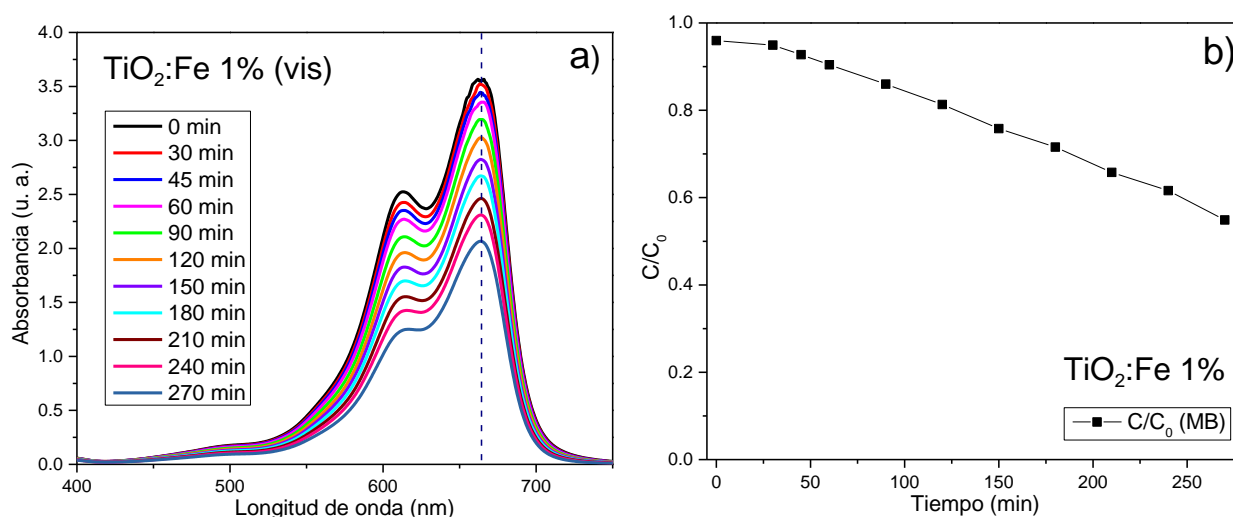 a)
TiO2:Fe 1% (vis)
0 min
30 min
45 min
60 min
90 min
120 min
150 min
180 min
210 min
240 min
270 min
Absorbancia (u. a.)
4.0
3.5
3.0
2.5
2.0
1.5
1.0
0.5
0.0
400
500
600
700
Longitud de onda (nm)
b)
C/C0
1.0
0.8
0.6
0.4
0.2
0.0
TiO2:Fe 1%
C/C0 (MB)
0
50
100
150
200
250
Tiempo (min)